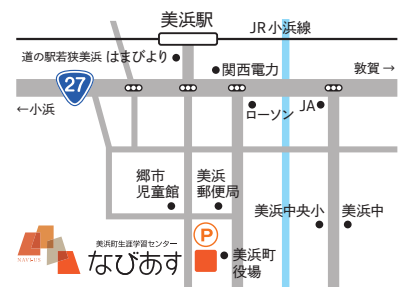 美浜駅
JR小浜線
道の駅若狭美浜 はまびより
関西電力
敦賀→
27
←小浜
ローソン
JA
郷市
児童館
美浜
郵便局
美浜中央小
美浜中
P
美浜町生涯学習センター
なびあす
NAVIUS
美浜町
役場